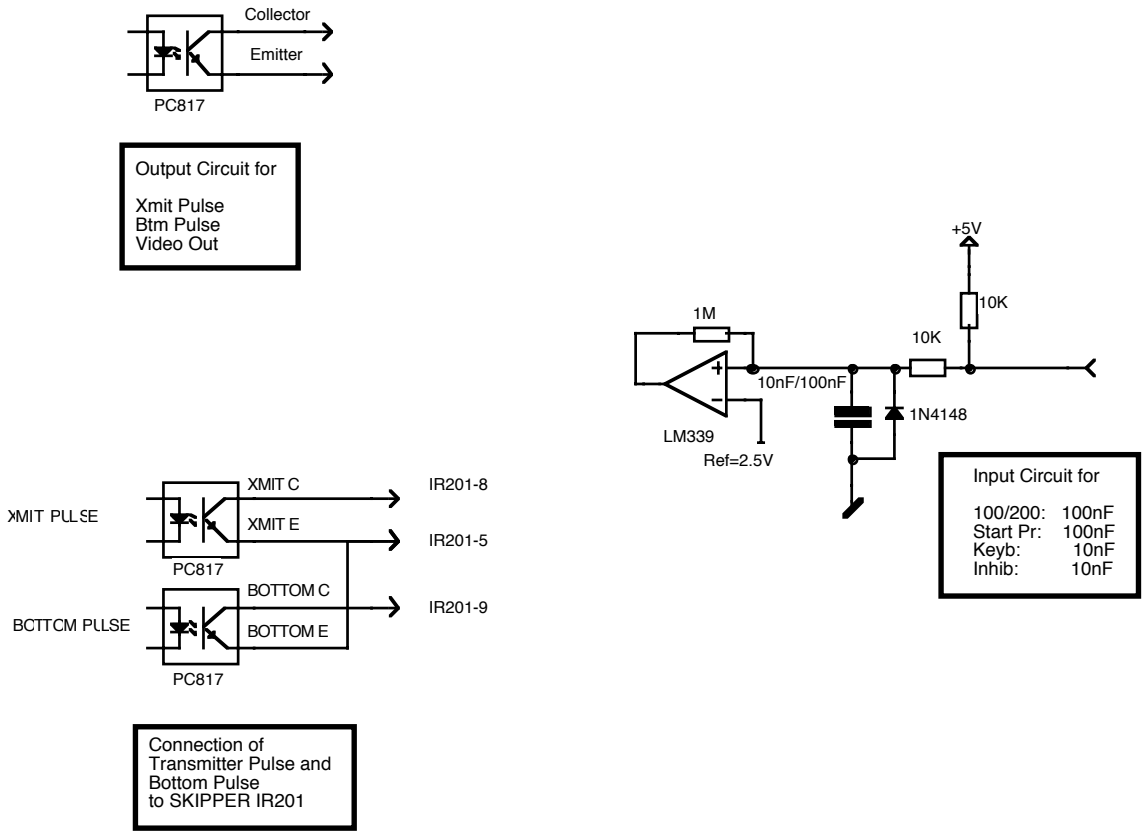 Collector
Emitter
PC817
Output Circuit for
Xmit Pulse
Btm Pulse
Video Out
+5V
10K
1M
10K
+
10nF/100nF
−
1N4148
LM339
Ref=2.5V
Input Circuit for
100/200: 100nF
Start Pr: 100nF
Keyb: 10nF
Inhib: 10nF
XMIT PULSE
XMIT C
IR201-8
XMIT E
IR201-5
PC817
BOTTOM PULSE
BOTTOM C
IR201-9
BOTTOM E
PC817
Connection of
Transmitter Pulse and
Bottom Pulse
to SKIPPER IR201